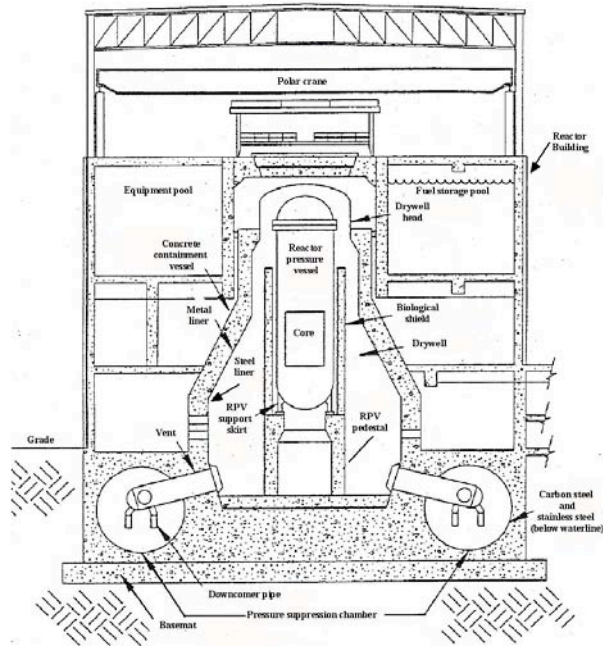 Polar crane
Reactor
Building
Equipment pool
Fuel storage pool
Drywell
head
Concrete
containment
vessel
Reactor
pressure
vessel
Metal
liner
Biological
shield
Core
Drywell
Steel
liner
RPV
support
skirt
RPV
pedestal
Grade
Vent
Carbon steel
and
stainless steel
(below waterline)
Downcomer pipe
Pressure suppression chamber
Basemat